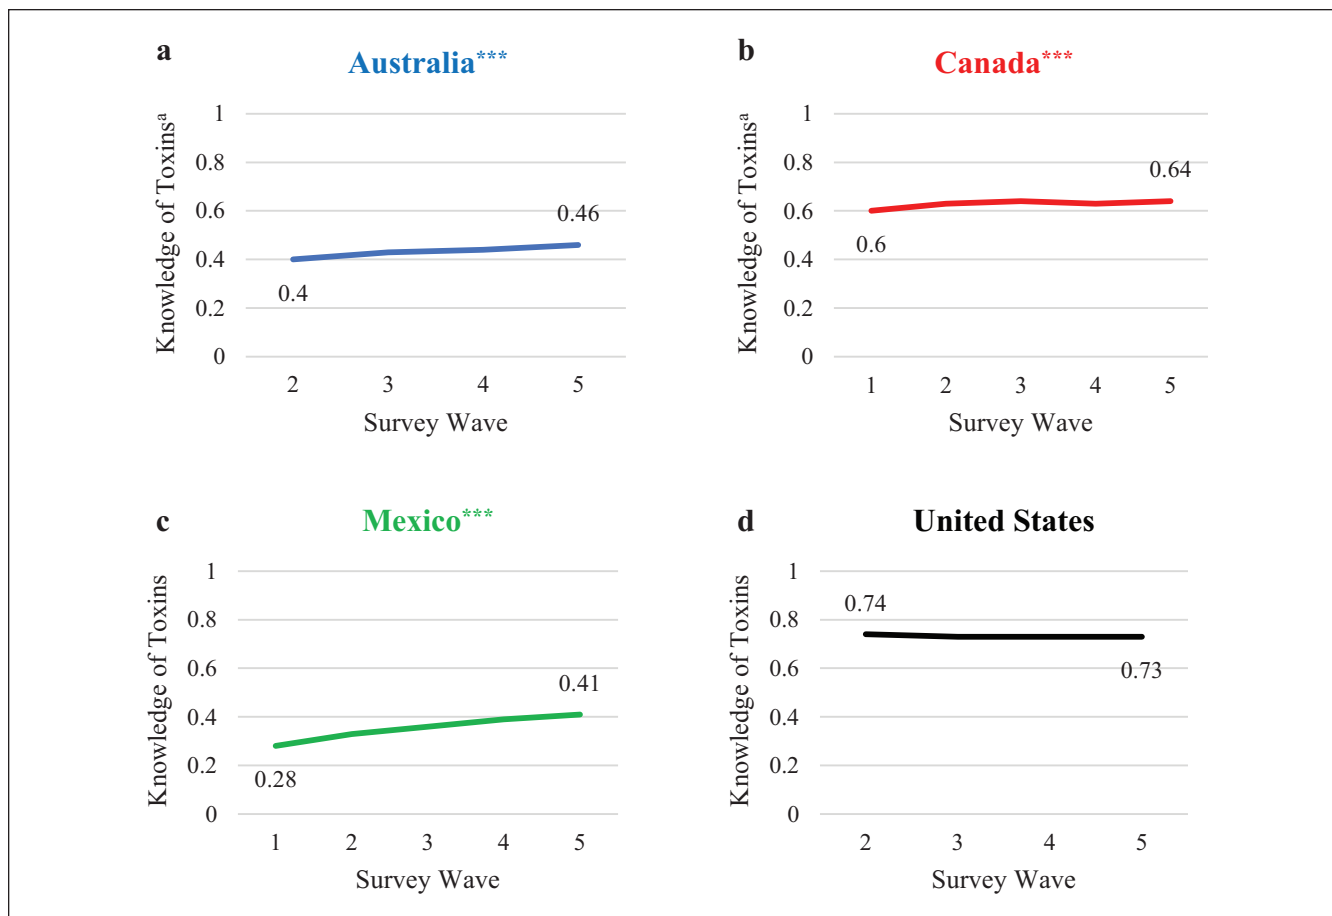 a
Australia***
Knowledge of Toxinsᵃ
1
0.8
0.6
0.4
0.2
0
0.46
0.4
2 3 4 5
Survey Wave
b
Canada***
Knowledge of Toxinsᵃ
1
0.8
0.6
0.4
0.2
0
0.64
0.6
1 2 3 4 5
Survey Wave
c
Mexico***
Knowledge of Toxins
1
0.8
0.6
0.4
0.2
0
0.41
0.28
1 2 3 4 5
Survey Wave
d
United States
Knowledge of Toxins
1
0.8
0.6
0.4
0.2
0
0.74
0.73
2 3 4 5
Survey Wave